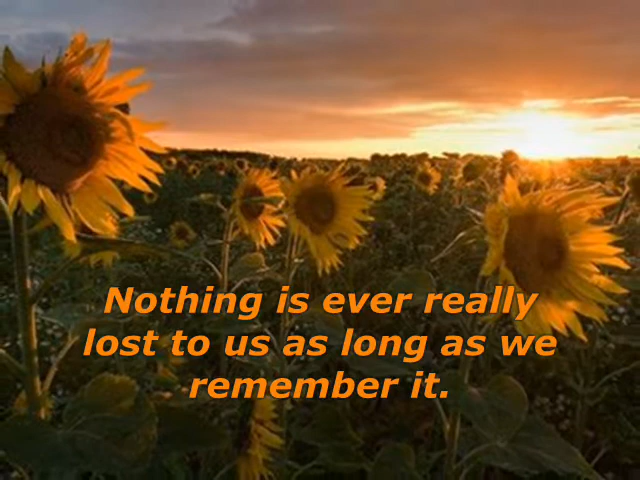 Nothing is ever really
lost to us as long as we
remember it.